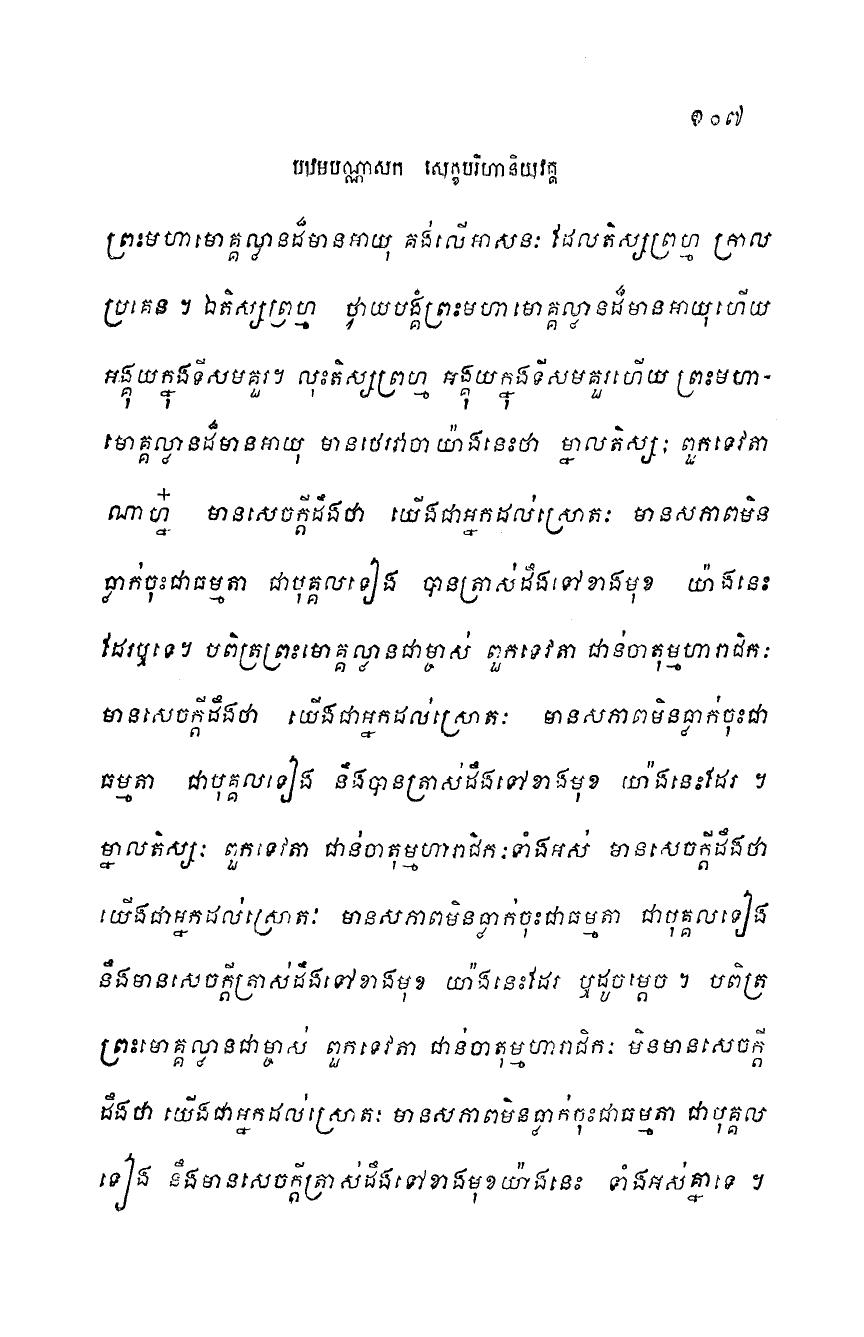 ១០៧
បឋមបណ្ណាសក សេក្ខបរិហានិយវគ្គ
ព្រះមហាមោគ្គល្លានដ៏មានអាយុ គង់លើអាសនៈ ដែលតិស្សព្រហ្ម ក្រាល
ប្រគេន ។ ឯតិស្សព្រហ្ម ថ្វាយបង្គំព្រះមហាមោគ្គល្លានដ៏មានអាយុហើយ
អង្គុយក្នុងទីសមគួរ។ លុះតិស្សព្រហ្ម អង្គុយក្នុងទីសមគួរហើយ ព្រះមហា-
មោគ្គល្លានដ៏មានអាយុ មានថេរវាចាយ៉ាងនេះថា ម្នាលតិស្សៈ ពួកទេវតា
ណាហ្ន៎ មានសេចក្តីដឹងថា យើងជាអ្នកដល់ស្រោតៈ មានសភាពមិន
ធ្លាក់ចុះជាធម្មតា ជាបុគ្គលទៀង បានត្រាស់ដឹងទៅខាងមុខ យ៉ាងនេះ
ដែរឬទេ។ បពិត្រព្រះមោគ្គល្លានជាម្ចាស់ ពួកទេវតា ជាន់ចាតុម្មហារាជិកៈ
មានសេចក្តីដឹងថា យើងជាអ្នកដល់ស្រោតៈ មានសភាពមិនធ្លាក់ចុះជា
ធម្មតា ជាបុគ្គលទៀង នឹងបានត្រាស់ដឹងទៅខាងមុខ យ៉ាងនេះដែរ ។
ម្នាលតិស្សៈ ពួកទេវតា ជាន់ចាតុម្មហារាជិកៈទាំងអស់ មានសេចក្តីដឹងថា
យើងជាអ្នកដល់ស្រោតៈ មានសភាពមិនធ្លាក់ចុះជាធម្មតា ជាបុគ្គលទៀង
នឹងមានសេចក្តីត្រាស់ដឹងទៅខាងមុខ យ៉ាងនេះដែរ ឬដូចម្តេច ។ បពិត្រ
ព្រះមោគ្គល្លានជាម្ចាស់ ពួកទេវតា ជាន់ចាតុម្មហារាជិកៈ មិនមានសេចក្តី
ដឹងថា យើងជាអ្នកដល់ស្រោតៈ មានសភាពមិនធ្លាក់ចុះជាធម្មតា ជាបុគ្គល
ទៀង នឹងមានសេចក្តីត្រាស់ដឹងទៅខាងមុខយ៉ាងនេះ ទាំងអស់គ្នាទេ ។